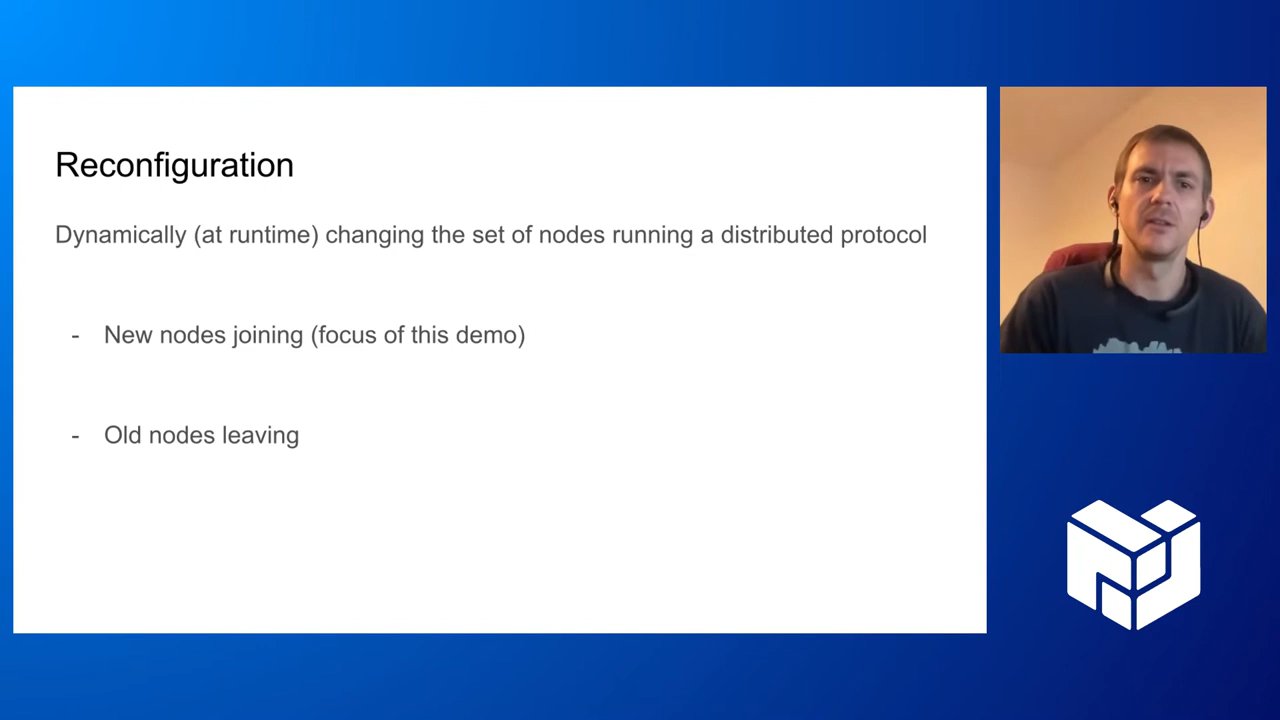 Reconfiguration
Dynamically (at runtime) changing the set of nodes running a distributed protocol
- New nodes joining (focus of this demo)
- Old nodes leaving